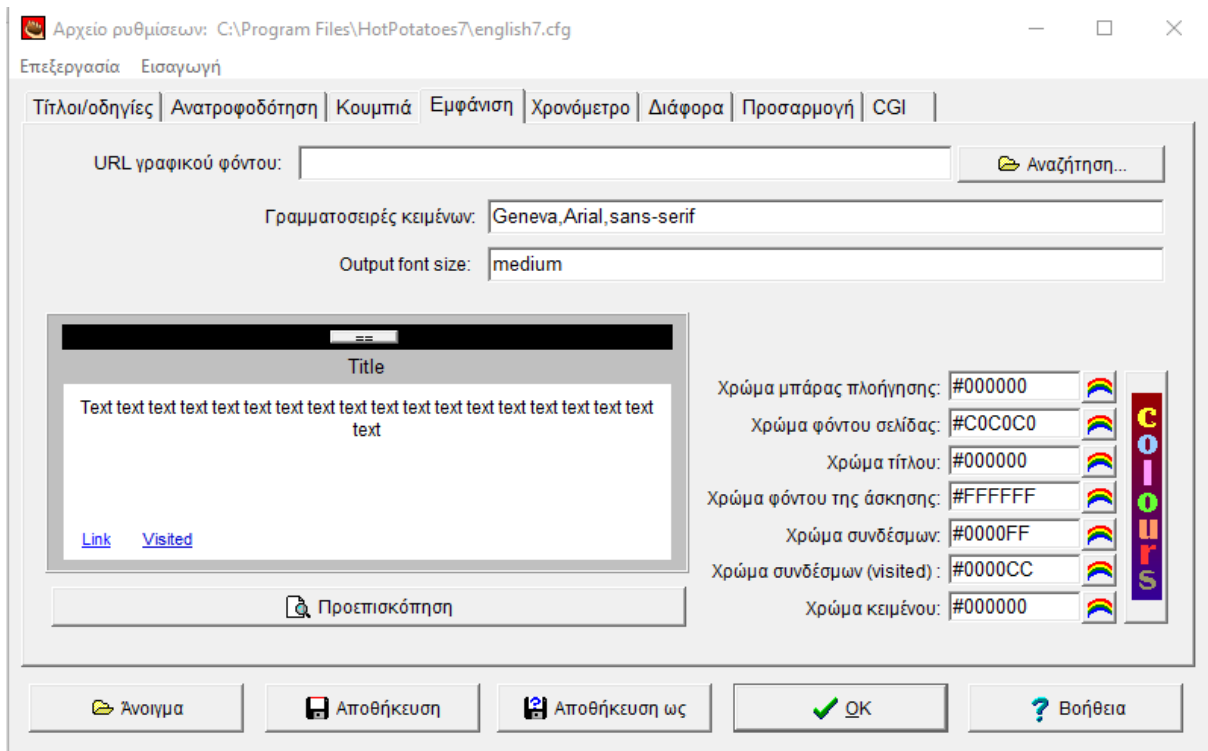 Αρχείο ρυθμίσεων: C:\Program Files\HotPotatoes7\english7.cfg
Επεξεργασία Εισαγωγή
Τίτλοι/οδηγίες Ανατροφοδότηση Κουμπιά Εμφάνιση Χρονόμετρο Διάφορα Προσαρμογή CGI
URL γραφικού φόντου: Αναζήτηση...
Γραμματοσειρές κειμένων: Geneva,Arial,sans-serif
Output font size: medium
==
Title
Text text text text text text text text text text text text text text text text text text
text
Link Visited
Προεπισκόπηση
Χρώμα μπάρας πλοήγησης: #000000
Χρώμα φόντου σελίδας: #C0C0C0
Χρώμα τίτλου: #000000
Χρώμα φόντου της άσκησης: #FFFFFF
Χρώμα συνδέσμων: #0000FF
Χρώμα συνδέσμων (visited) : #0000CC
Χρώμα κειμένου: #000000
colours
Άνοιγμα Αποθήκευση Αποθήκευση ως OK Βοήθεια